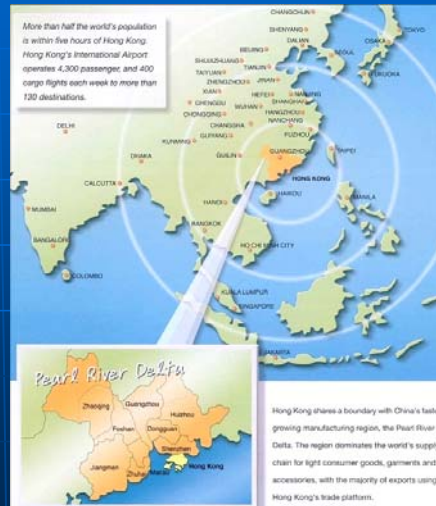 More than half the world's population
is within five hours of Hong Kong.
Hong Kong's International Airport
operates 4,300 passenger, and 400
cargo flights each week to more than
130 destinations.
CHANGCHUN
SHENYANG
BEIJING
DALIAN
SEOUL
OSAKA
TOKYO
FUKUOKA
SHIJIAZHUANG
TIANJIN
TAIYUAN
JINAN
ZHENGZHOU
XIAN
HEFEI
NANJING
SHANGHAI
CHENGDU
WUHAN
HANGZHOU
CHONGQING
NANCHANG
CHANGSHA
FUZHOU
GUIYANG
KUNMING
GUILIN
GUANGZHOU
TAIPEI
HONG KONG
DELHI
DHAKA
CALCUTTA
HAIKOU
HANOI
MANILA
MUMBAI
BANGKOK
BANGALORE
HO CHI MINH CITY
COLOMBO
KUALA LUMPUR
SINGAPORE
JAKARTA
Pearl River Delta
Zhaoqing
Guangzhou
Huizhou
Foshan
Dongguan
Shenzhen
Jiangmen
Zhuhai
Macau
Hong Kong
Hong Kong shares a boundary with China's
growing manufacturing region, the Pearl River
Delta. The region dominates the world's
chain for light consumer goods, garments and
accessories, with the majority of exports using
Hong Kong's trade platform.